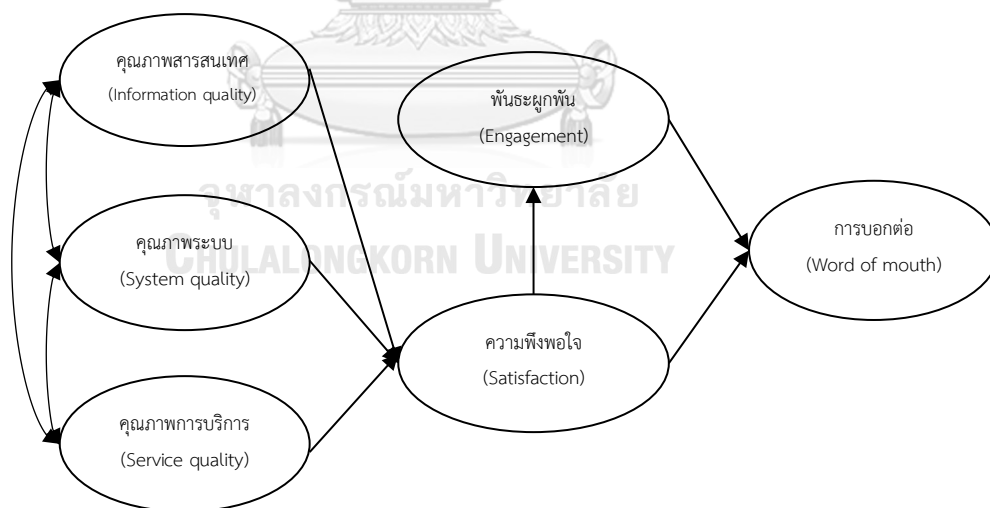 คุณภาพสารสนเทศ
(Information quality)
พันธะผูกพัน
(Engagement)
จุฬาลงกรณ์มหาวิทยาลัย
คุณภาพระบบ
(System quality)
CHULALONGKORN UNIVERSITY
การบอกต่อ
(Word of mouth)
ความพึงพอใจ
(Satisfaction)
คุณภาพการบริการ
(Service quality)